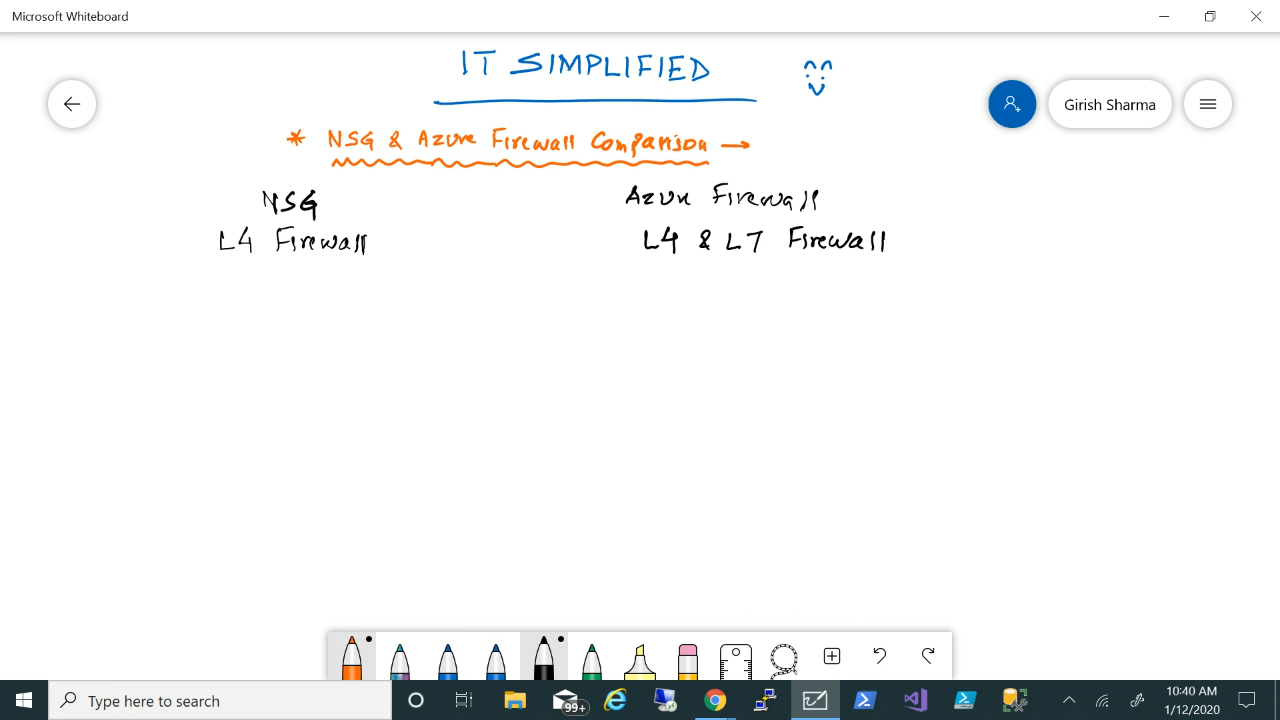 Microsoft Whiteboard
IT SIMPLIFIED
Girish Sharma
* NSG & Azure Firewall Comparison →
NSG
Azure Firewall
L4 Firewall
L4 & L7 Firewall
99+
Type here to search
10:40 AM
1/12/2020